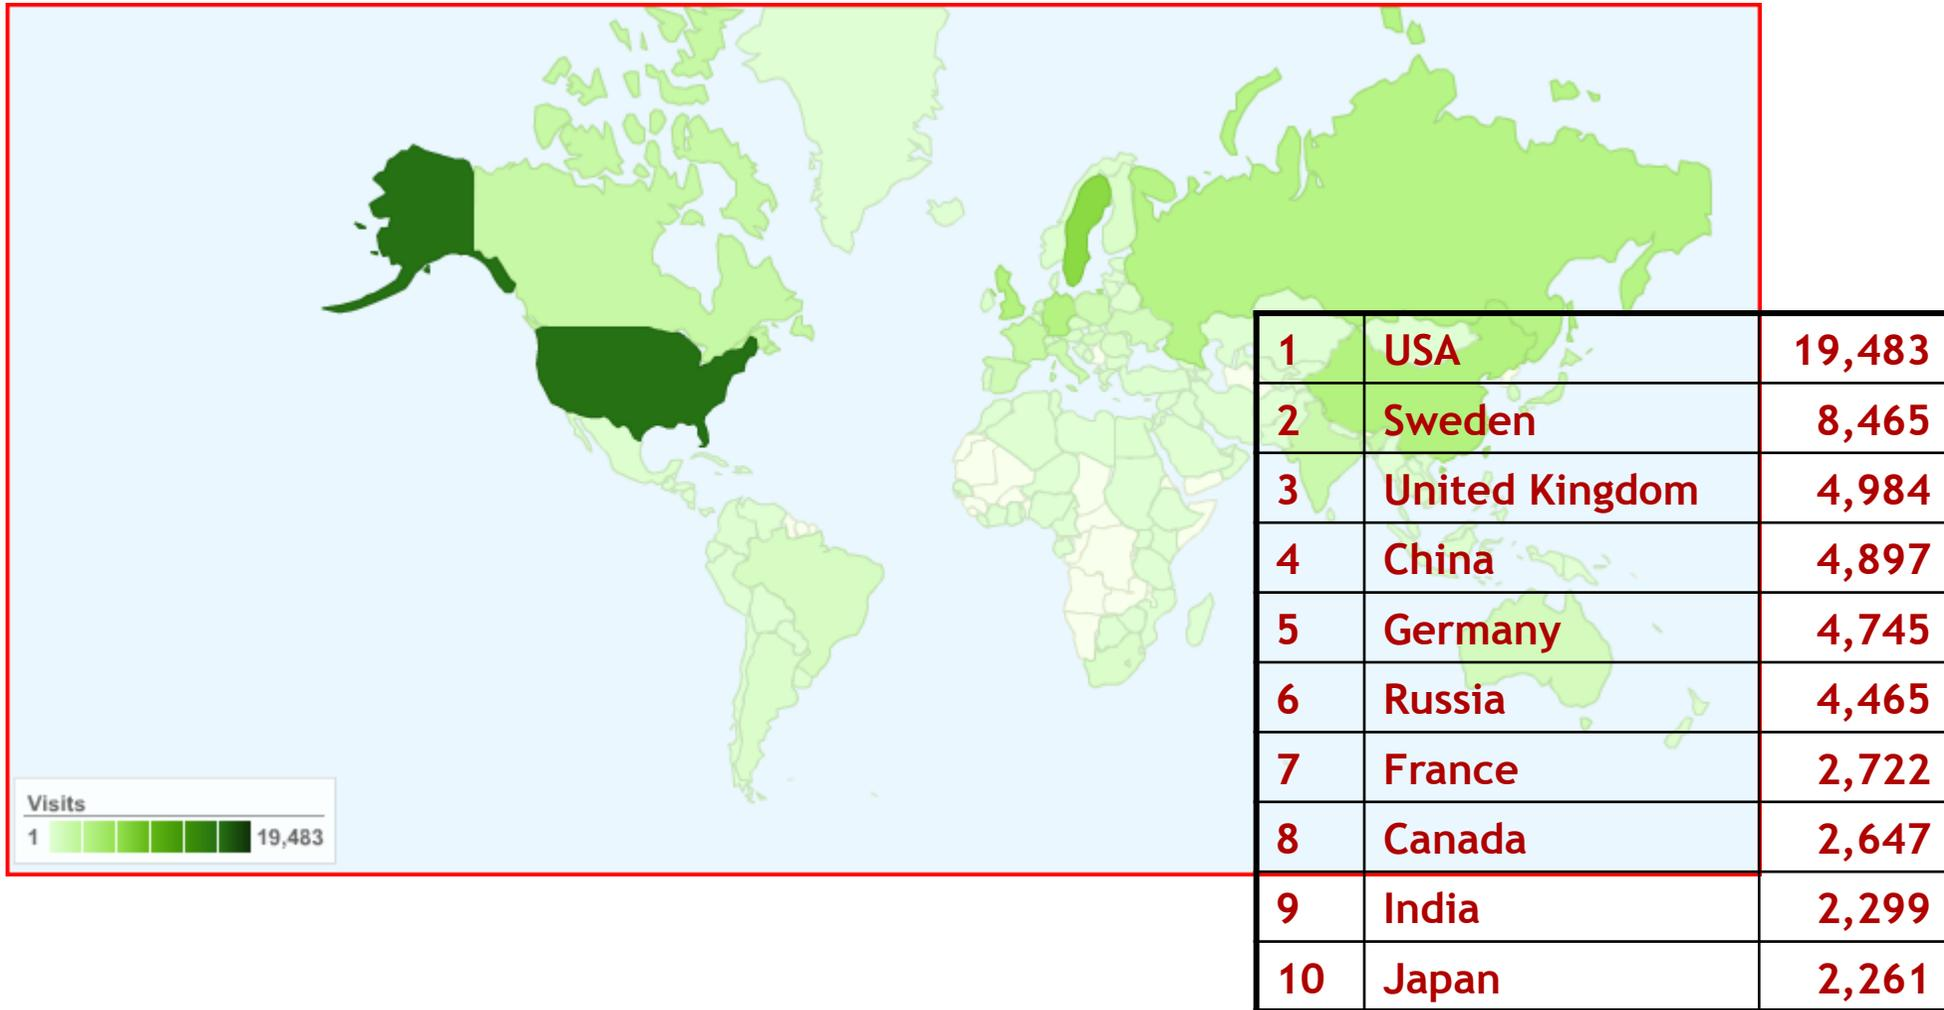 1 USA 19,483
2 Sweden 8,465
3 United Kingdom 4,984
4 China 4,897
5 Germany 4,745
6 Russia 4,465
7 France 2,722
8 Canada 2,647
9 India 2,299
10 Japan 2,261
Visits
1 19,483